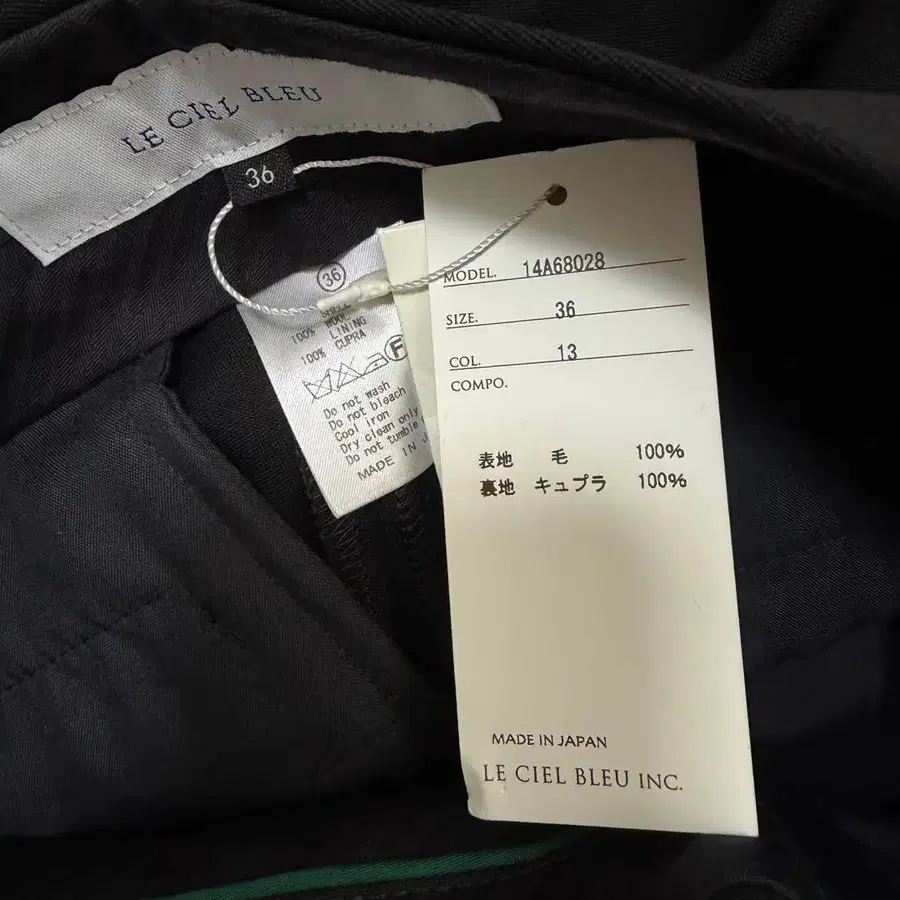 LE CIEL BLEU
36
36
SHELL
100% WOOL
LINING
100% CUPRA
F
Do not wash
Do not bleach
Cool iron
Dry clean only
Do not tumble
MADE IN J
MODEL. 14A68028
SIZE. 36
COL. 13
COMPO.
表地 毛 100%
裏地 キュプラ 100%
MADE IN JAPAN
LE CIEL BLEU INC.